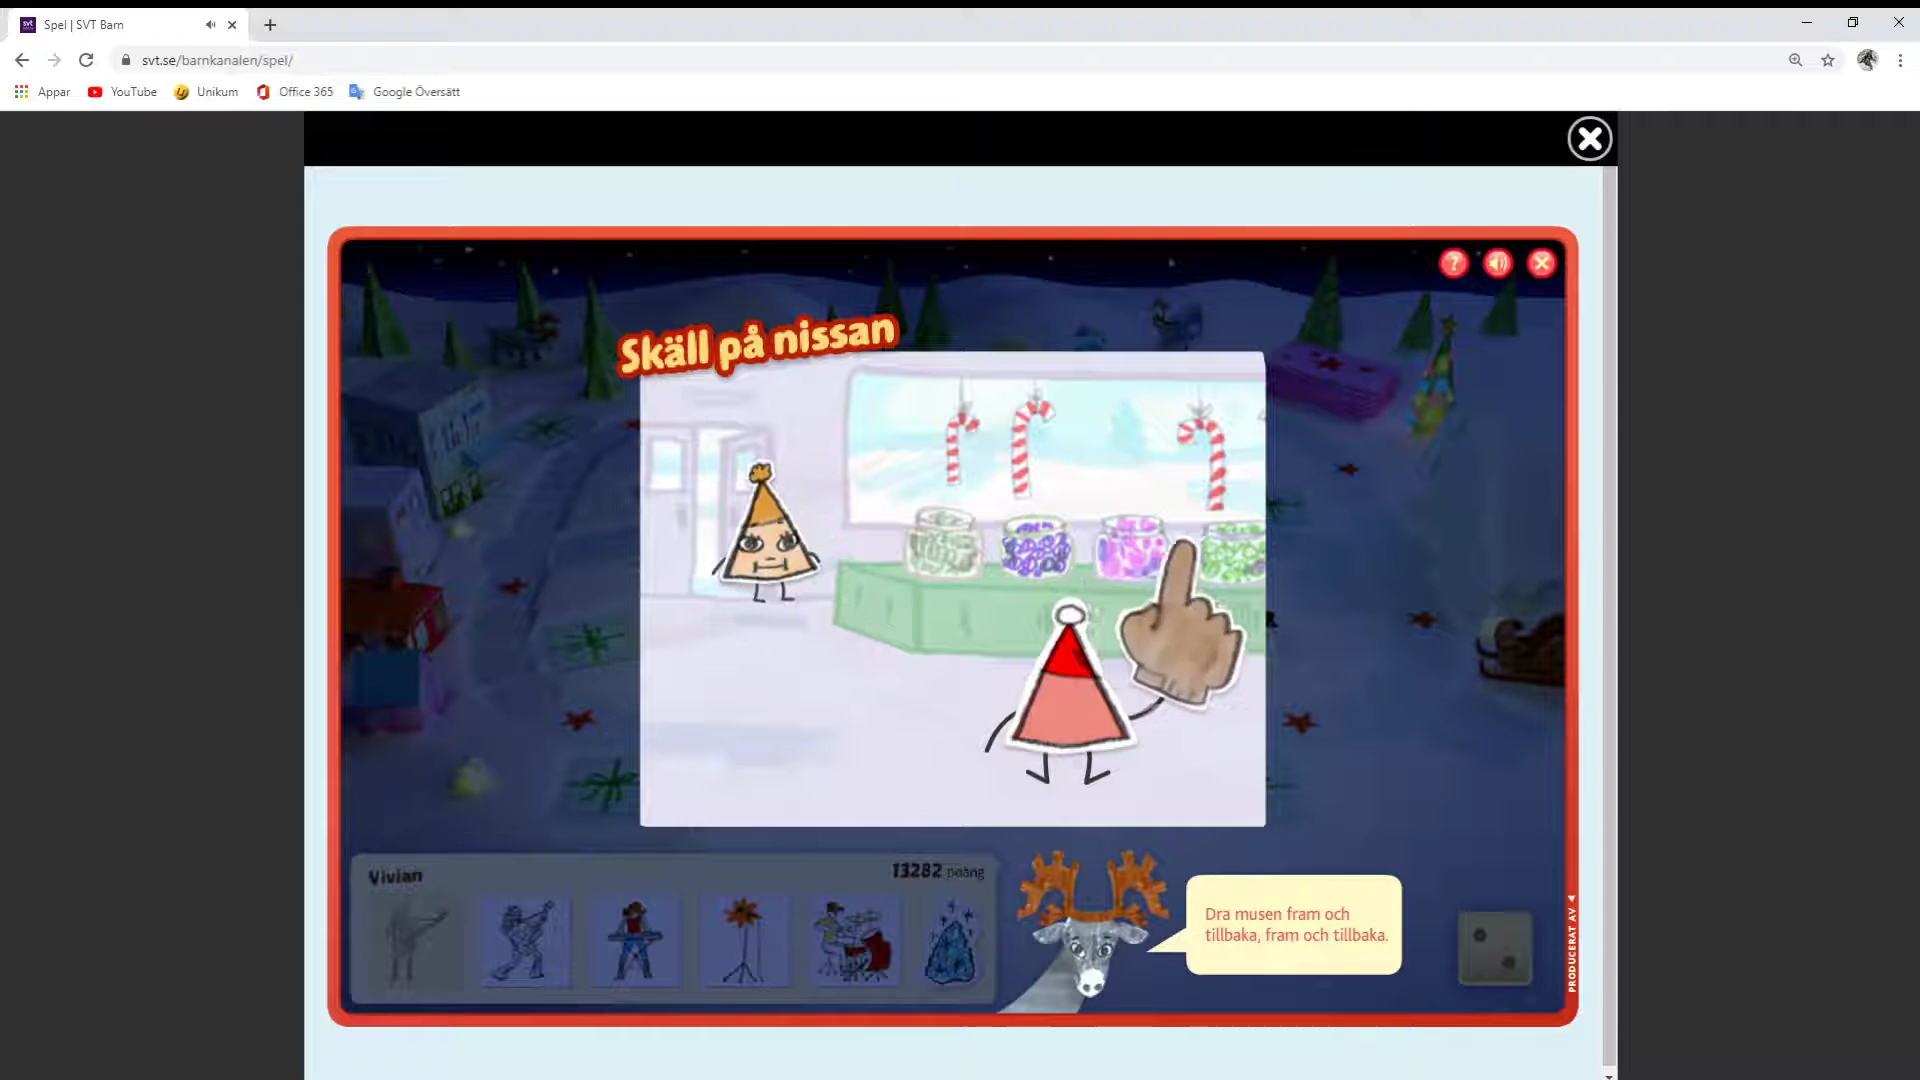 Spel | SVT Barn
svt.se/barnkanalen/spel/
Appar YouTube Unikum Office 365 Google Översätt
Skäll på nissan
Vivian
13282 poäng
Dra musen fram och
tillbaka, fram och tillbaka.
PRODUCERAT AV